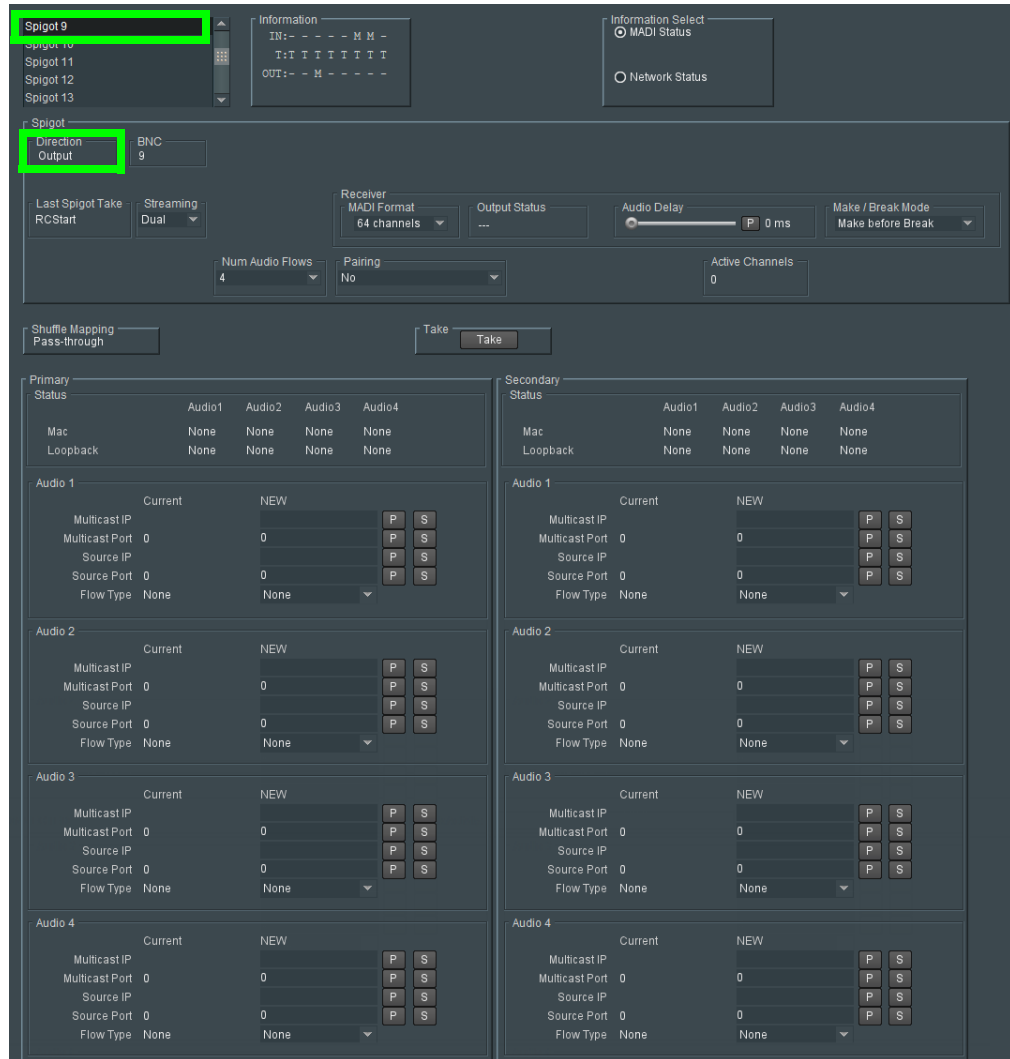 Spigot 9
Spigot 10
Spigot 11
Spigot 12
Spigot 13
Information
IN:- - - - - M M -
T:T T T T T T T T
OUT:- - M - - - - -
Information Select
MADI Status
Network Status
Spigot
Direction
Output
BNC
9
Last Spigot Take
RCStart
Streaming
Dual
Receiver
MADI Format
64 channels
Output Status
---
Audio Delay
P 0 ms
Make / Break Mode
Make before Break
Num Audio Flows
4
Pairing
No
Active Channels
0
Shuffle Mapping
Pass-through
Take
Take
Primary
Status
Audio1 Audio2 Audio3 Audio4
Mac None None None None
Loopback None None None None
Audio 1
Current NEW
Multicast IP P S
Multicast Port 0 0 P S
Source IP P S
Source Port 0 0 P S
Flow Type None None
Audio 2
Current NEW
Multicast IP P S
Multicast Port 0 0 P S
Source IP P S
Source Port 0 0 P S
Flow Type None None
Audio 3
Current NEW
Multicast IP P S
Multicast Port 0 0 P S
Source IP P S
Source Port 0 0 P S
Flow Type None None
Audio 4
Current NEW
Multicast IP P S
Multicast Port 0 0 P S
Source IP P S
Source Port 0 0 P S
Flow Type None None
Secondary
Status
Audio1 Audio2 Audio3 Audio4
Mac None None None None
Loopback None None None None
Audio 1
Current NEW
Multicast IP P S
Multicast Port 0 0 P S
Source IP P S
Source Port 0 0 P S
Flow Type None None
Audio 2
Current NEW
Multicast IP P S
Multicast Port 0 0 P S
Source IP P S
Source Port 0 0 P S
Flow Type None None
Audio 3
Current NEW
Multicast IP P S
Multicast Port 0 0 P S
Source IP P S
Source Port 0 0 P S
Flow Type None None
Audio 4
Current NEW
Multicast IP P S
Multicast Port 0 0 P S
Source IP P S
Source Port 0 0 P S
Flow Type None None